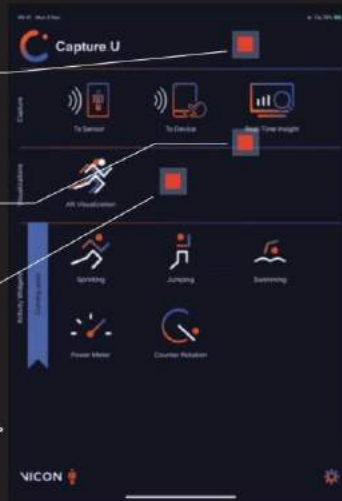 Capture U
Capture
To Sensor
To Device
Real-Time Insight
Visualizations
AR Visualization
Activity Widgets
Coming soon
Sprinting
Jumping
Swimming
Power Meter
Counter Rotation
VICON